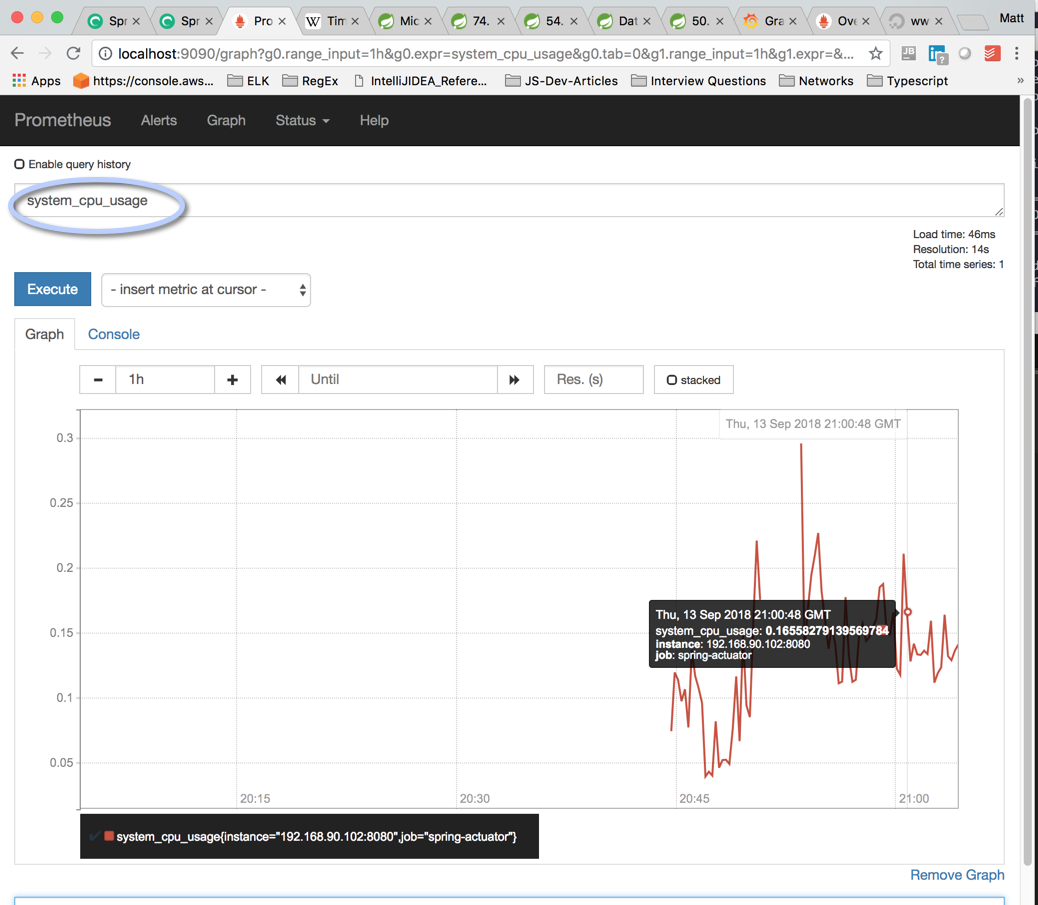 Spr
Spr
Pro
Tim
Mic
74.
54.
Dat
50.
Gra
Ove
ww
Matt
localhost:9090/graph?g0.range_input=1h&g0.expr=system_cpu_usage&g0.tab=0&g1.range_input=1h&g1.expr=&...
Apps https://console.aws... ELK RegEx IntelliJIDEA_Refere... JS-Dev-Articles Interview Questions Networks Typescript »
Prometheus Alerts Graph Status Help
Enable query history
system_cpu_usage
Load time: 46ms
Resolution: 14s
Total time series: 1
Execute - insert metric at cursor -
Graph Console
1h Until Res. (s) stacked
Thu, 13 Sep 2018 21:00:48 GMT
0.3
0.25
0.2
0.15
0.1
0.05
Thu, 13 Sep 2018 21:00:48 GMT
system_cpu_usage: 0.16558279139569784
instance: 192.168.90.102:8080
job: spring-actuator
20:15 20:30 20:45 21:00
system_cpu_usage{instance="192.168.90.102:8080",job="spring-actuator"}
Remove Graph